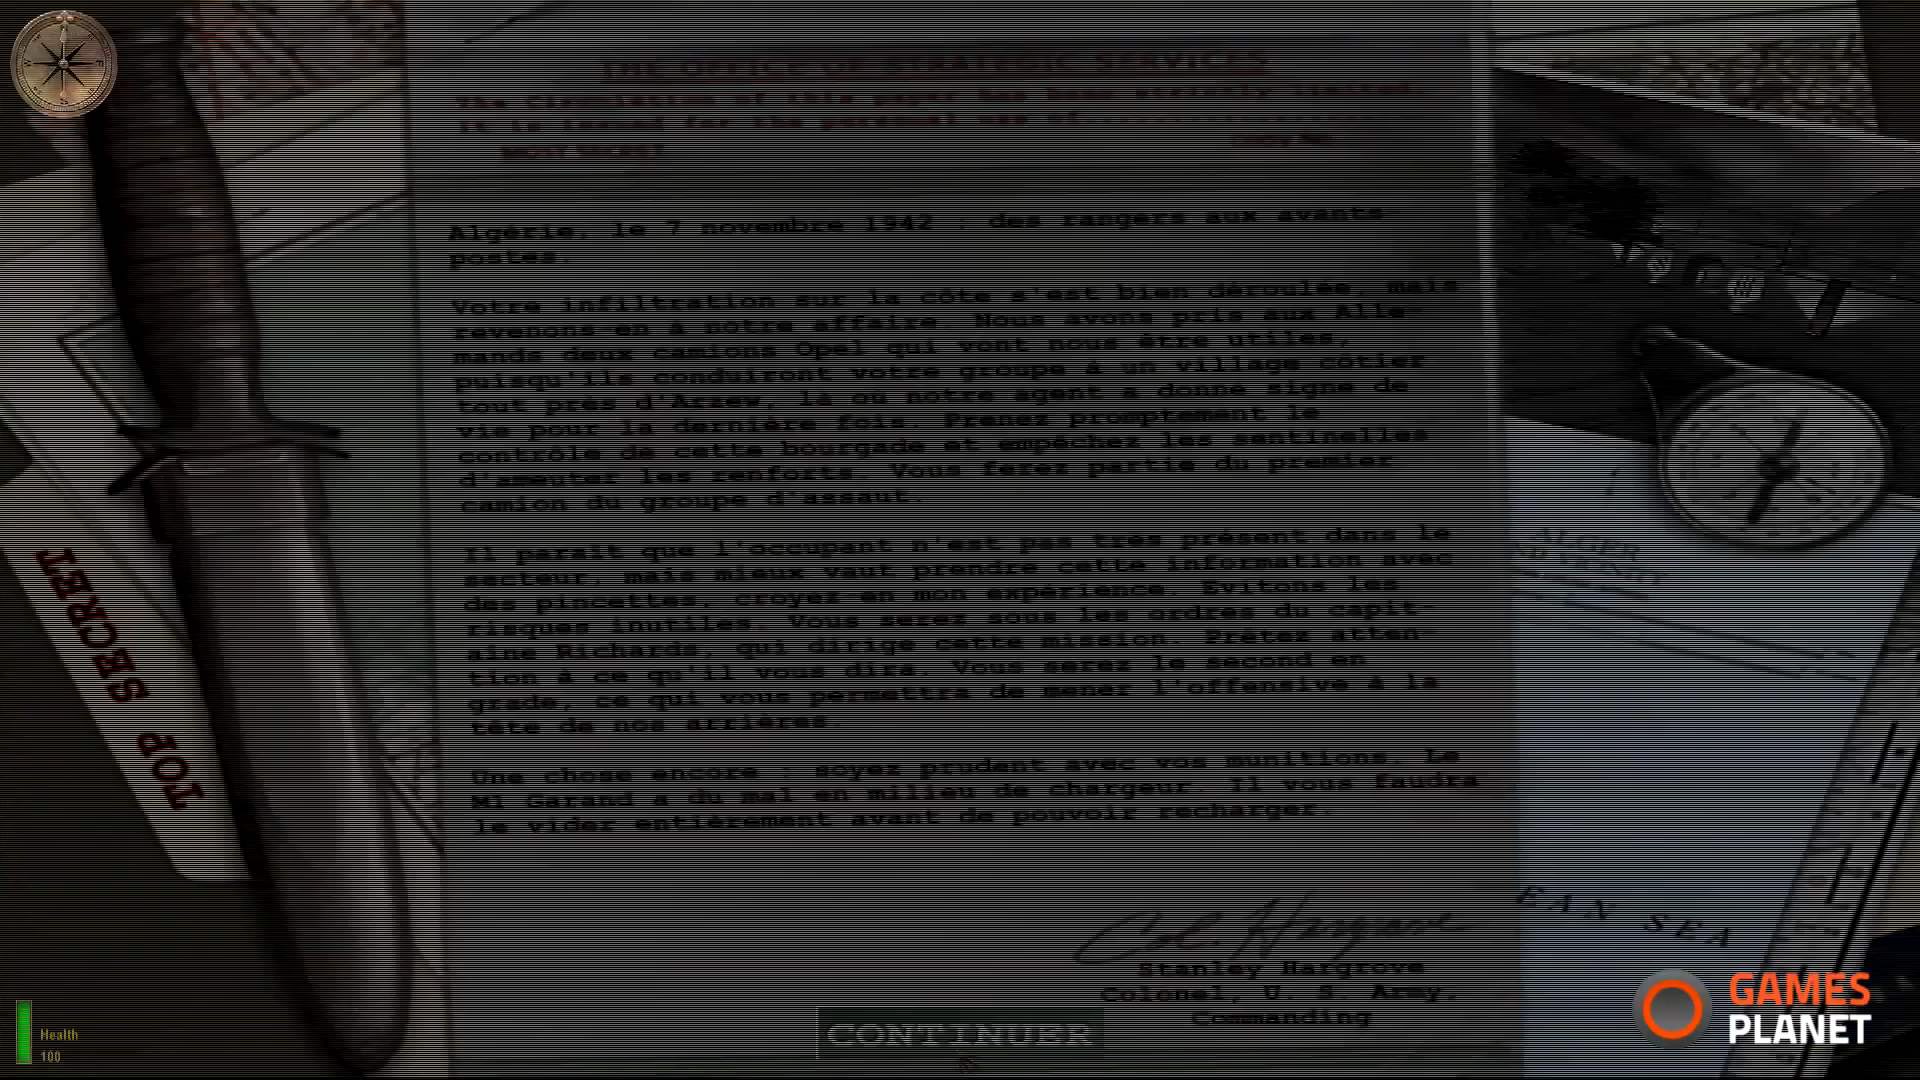 THE OFFICE OF STRATEGIC SERVICES
The Circulation of this paper has been strictly limited.
It is issued for the personal use of
MOST SECRET
Algérie, le 7 novembre 1942 : des rangers aux avants-
postes.
Votre infiltration sur la côte s'est bien déroulée, mais
revenons-en à notre affaire. Nous avons pris aux Alle-
mands deux camions Opel qui vont nous être utiles,
puisqu'ils conduiront votre groupe à un village côtier
tout près d'Arzew, là où notre agent a donné signe de
vie pour la dernière fois. Prenez promptement le
contrôle de cette bourgade et empêchez les sentinelles
d'ameuter les renforts. Vous ferez partie du premier
camion du groupe d'assaut.
Il paraît que l'occupant n'est pas très présent dans le
secteur, mais mieux vaut prendre cette information avec
des pincettes, croyez-en mon expérience. Evitons les
risques inutiles. Vous serez sous les ordres du capit-
aine Richards, qui dirige cette mission. Prêtez atten-
tion à ce qu'il vous dira. Vous serez le second en
grade, ce qui vous permettra de mener l'offensive à la
tête de nos arrières.
Une chose encore : soyez prudent avec vos munitions. Le
M1 Garand a du mal en milieu de chargeur. Il vous faudra
le vider entièrement avant de pouvoir recharger.
Col. Hargrove
Stanley Hargrove
Colonel, U. S. Army,
Commanding
CONTINUER
TOP SECRET
ALGER
AND VICINITY
EAN SEA
Health
100
GAMES
PLANET